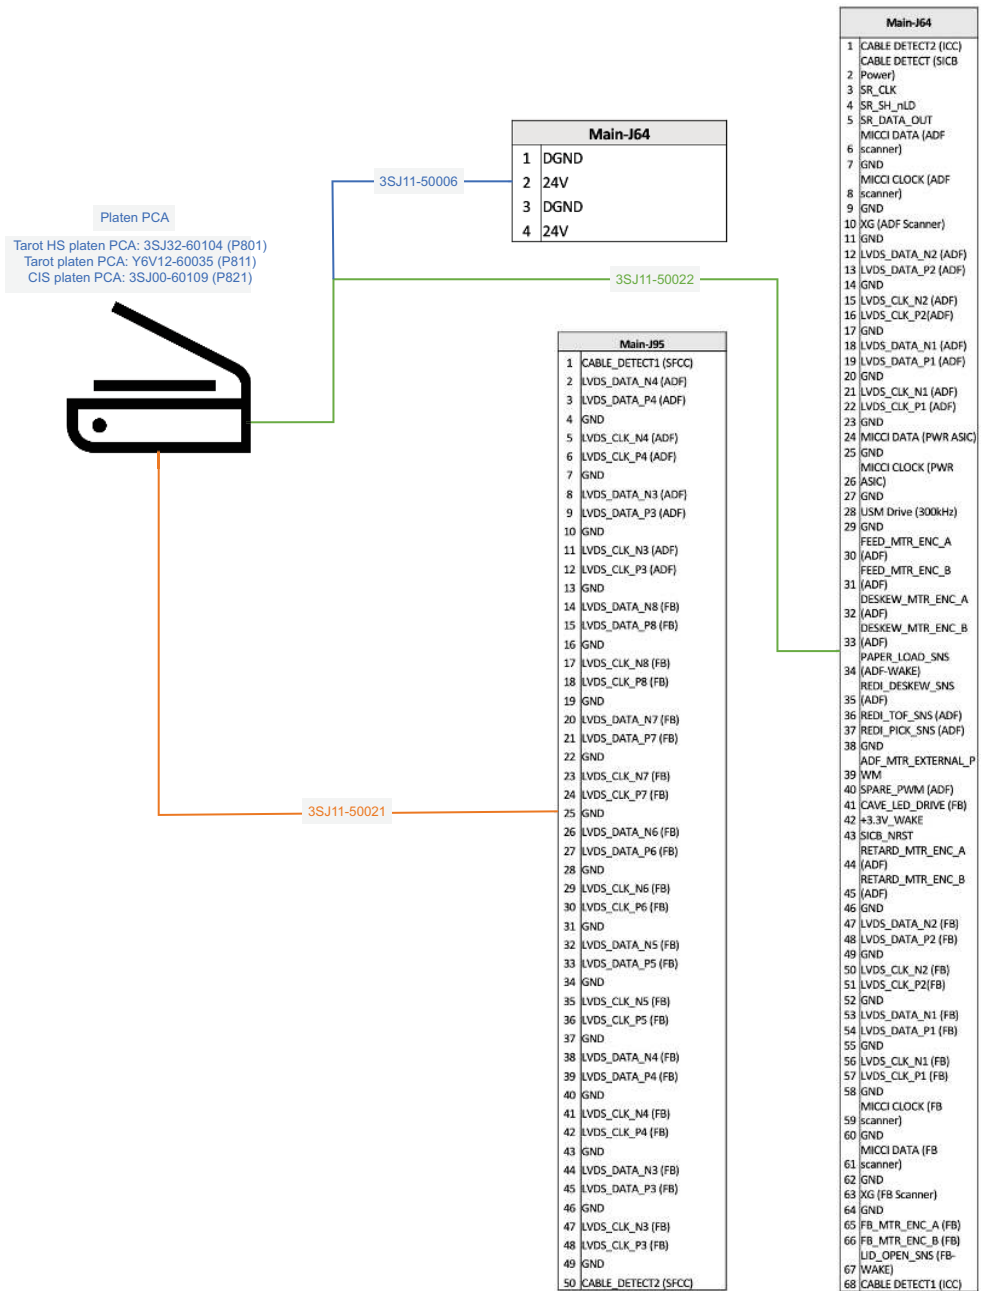 Platen PCA
Tarot HS platen PCA: 3SJ32-60104 (P801)
Tarot platen PCA: Y6V12-60035 (P811)
CIS platen PCA: 3SJ00-60109 (P821)
3SJ11-50006
3SJ11-50022
3SJ11-50021
Main-J64
1 DGND
2 24V
3 DGND
4 24V
Main-J95
1 CABLE_DETECT1 (SFCC)
2 LVDS_DATA_N4 (ADF)
3 LVDS_DATA_P4 (ADF)
4 GND
5 LVDS_CLK_N4 (ADF)
6 LVDS_CLK_P4 (ADF)
7 GND
8 LVDS_DATA_N3 (ADF)
9 LVDS_DATA_P3 (ADF)
10 GND
11 LVDS_CLK_N3 (ADF)
12 LVDS_CLK_P3 (ADF)
13 GND
14 LVDS_DATA_N8 (FB)
15 LVDS_DATA_P8 (FB)
16 GND
17 LVDS_CLK_N8 (FB)
18 LVDS_CLK_P8 (FB)
19 GND
20 LVDS_DATA_N7 (FB)
21 LVDS_DATA_P7 (FB)
22 GND
23 LVDS_CLK_N7 (FB)
24 LVDS_CLK_P7 (FB)
25 GND
26 LVDS_DATA_N6 (FB)
27 LVDS_DATA_P6 (FB)
28 GND
29 LVDS_CLK_N6 (FB)
30 LVDS_CLK_P6 (FB)
31 GND
32 LVDS_DATA_N5 (FB)
33 LVDS_DATA_P5 (FB)
34 GND
35 LVDS_CLK_N5 (FB)
36 LVDS_CLK_P5 (FB)
37 GND
38 LVDS_DATA_N4 (FB)
39 LVDS_DATA_P4 (FB)
40 GND
41 LVDS_CLK_N4 (FB)
42 LVDS_CLK_P4 (FB)
43 GND
44 LVDS_DATA_N3 (FB)
45 LVDS_DATA_P3 (FB)
46 GND
47 LVDS_CLK_N3 (FB)
48 LVDS_CLK_P3 (FB)
49 GND
50 CABLE_DETECT2 (SFCC)
Main-J64
1 CABLE DETECT2 (ICC)
CABLE DETECT (SICB
2 Power)
3 SR_CLK
4 SR_SH_nLD
5 SR_DATA_OUT
MICCI DATA (ADF
6 scanner)
7 GND
MICCI CLOCK (ADF
8 scanner)
9 GND
10 XG (ADF Scanner)
11 GND
12 LVDS_DATA_N2 (ADF)
13 LVDS_DATA_P2 (ADF)
14 GND
15 LVDS_CLK_N2 (ADF)
16 LVDS_CLK_P2(ADF)
17 GND
18 LVDS_DATA_N1 (ADF)
19 LVDS_DATA_P1 (ADF)
20 GND
21 LVDS_CLK_N1 (ADF)
22 LVDS_CLK_P1 (ADF)
23 GND
24 MICCI DATA (PWR ASIC)
25 GND
MICCI CLOCK (PWR
26 ASIC)
27 GND
28 USM Drive (300kHz)
29 GND
FEED_MTR_ENC_A
30 (ADF)
FEED_MTR_ENC_B
31 (ADF)
DESKEW_MTR_ENC_A
32 (ADF)
DESKEW_MTR_ENC_B
33 (ADF)
PAPER_LOAD_SNS
34 (ADF-WAKE)
REDI_DESKEW_SNS
35 (ADF)
36 REDI_TOF_SNS (ADF)
37 REDI_PICK_SNS (ADF)
38 GND
ADF_MTR_EXTERNAL_P
39 WM
40 SPARE_PWM (ADF)
41 CAVE_LED_DRIVE (FB)
42 +3.3V_WAKE
43 SICB_NRST
RETARD_MTR_ENC_A
44 (ADF)
RETARD_MTR_ENC_B
45 (ADF)
46 GND
47 LVDS_DATA_N2 (FB)
48 LVDS_DATA_P2 (FB)
49 GND
50 LVDS_CLK_N2 (FB)
51 LVDS_CLK_P2(FB)
52 GND
53 LVDS_DATA_N1 (FB)
54 LVDS_DATA_P1 (FB)
55 GND
56 LVDS_CLK_N1 (FB)
57 LVDS_CLK_P1 (FB)
58 GND
MICCI CLOCK (FB
59 scanner)
60 GND
MICCI DATA (FB
61 scanner)
62 GND
63 XG (FB Scanner)
64 GND
65 FB_MTR_ENC_A (FB)
66 FB_MTR_ENC_B (FB)
LID_OPEN_SNS (FB-
67 WAKE)
68 CABLE DETECT1 (ICC)